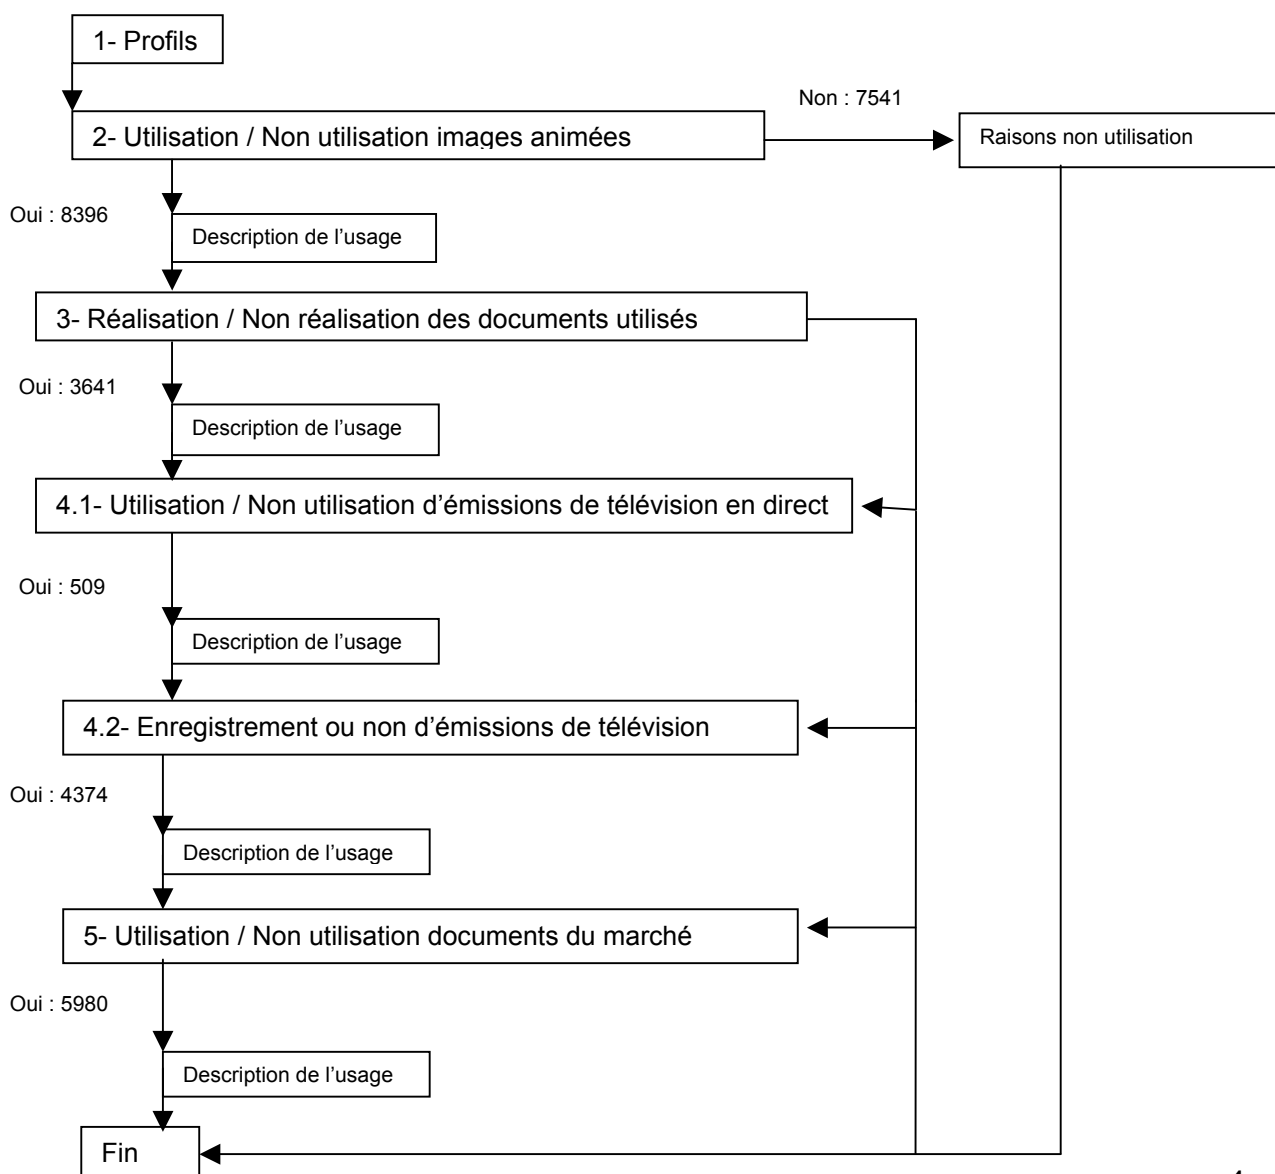 1- Profils
Non : 7541
2- Utilisation / Non utilisation images animées
Raisons non utilisation
Oui : 8396
Description de l’usage
3- Réalisation / Non réalisation des documents utilisés
Oui : 3641
Description de l’usage
4.1- Utilisation / Non utilisation d’émissions de télévision en direct
Oui : 509
Description de l’usage
4.2- Enregistrement ou non d’émissions de télévision
Oui : 4374
Description de l’usage
5- Utilisation / Non utilisation documents du marché
Oui : 5980
Description de l’usage
Fin